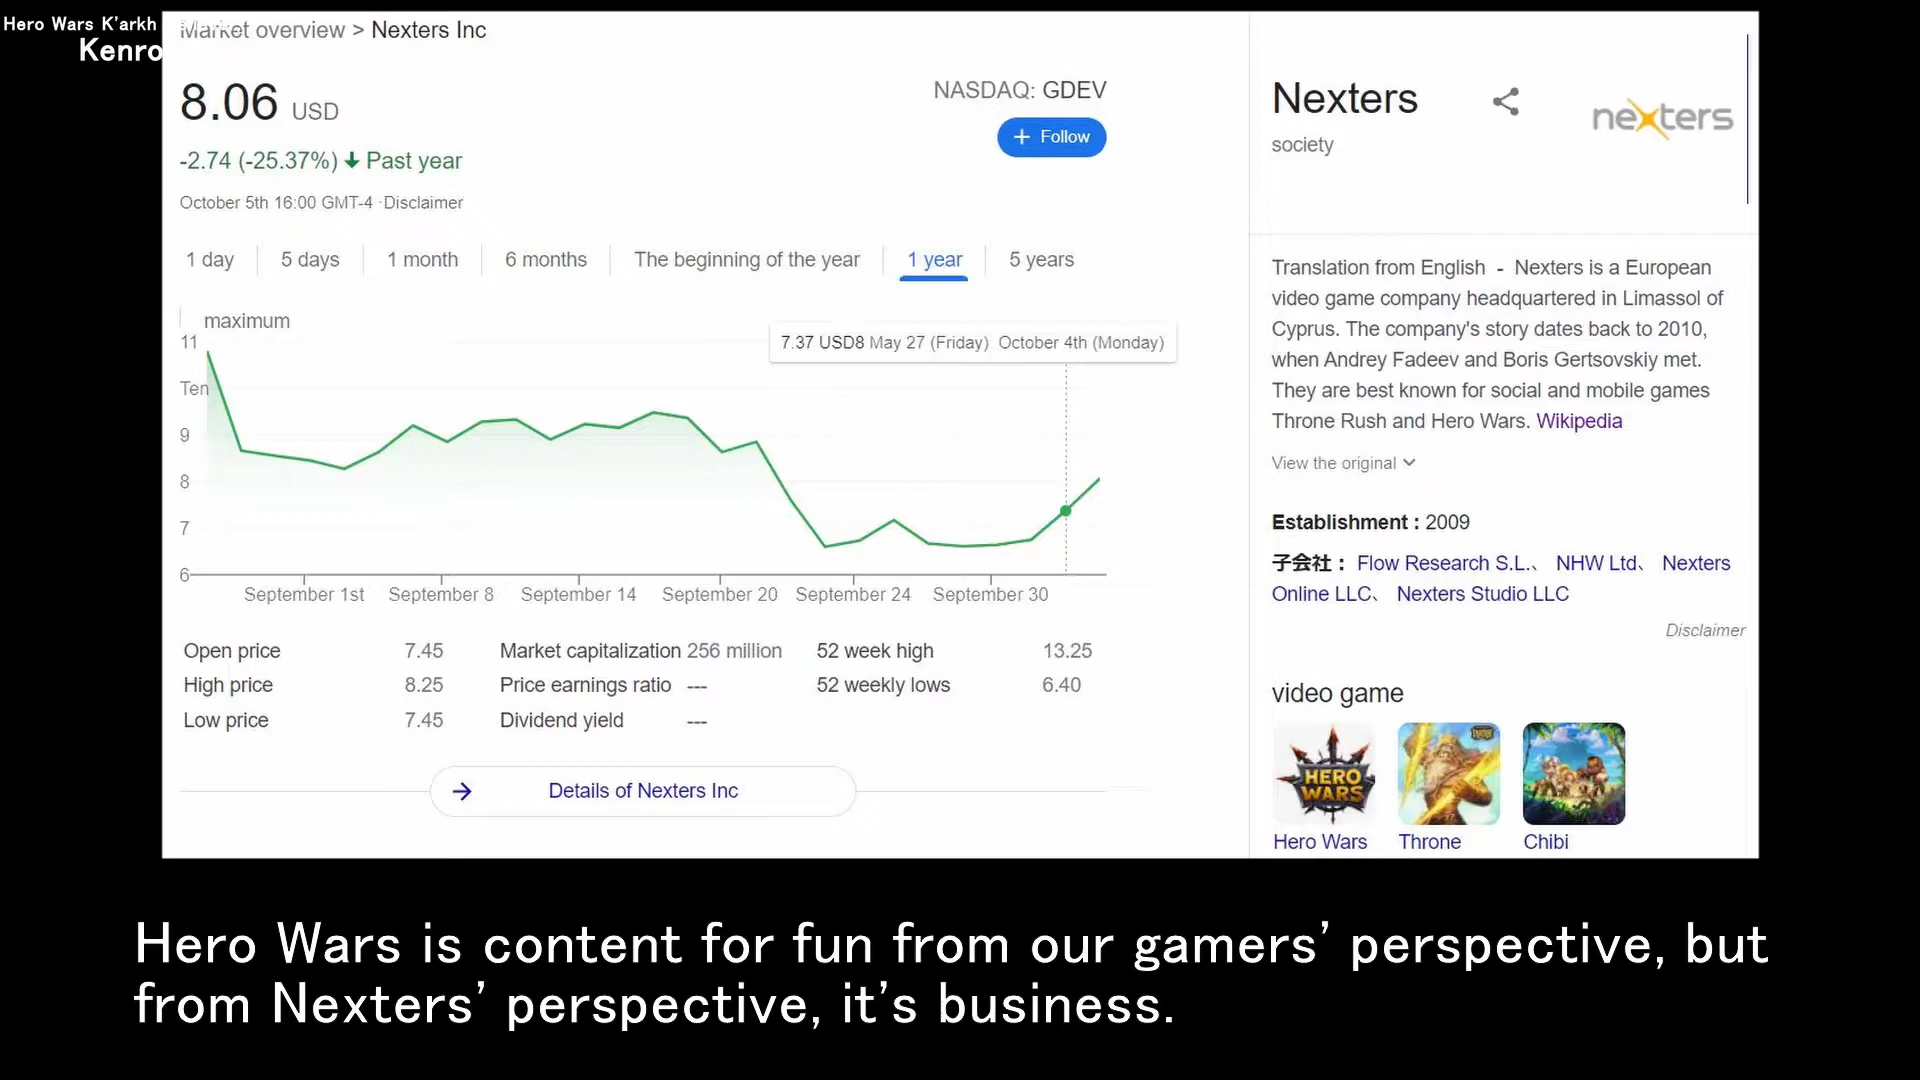 Hero Wars K'arkh
Kenro
Market overview > Nexters Inc
8.06 USD
NASDAQ: GDEV
+ Follow
-2.74 (-25.37%) Past year
October 5th 16:00 GMT-4 · Disclaimer
1 day
5 days
1 month
6 months
The beginning of the year
1 year
5 years
maximum
7.37 USD8 May 27 (Friday) October 4th (Monday)
11
Ten
9
8
7
6
September 1st
September 8
September 14
September 20
September 24
September 30
Open price 7.45
Market capitalization 256 million
52 week high 13.25
High price 8.25
Price earnings ratio ---
52 weekly lows 6.40
Low price 7.45
Dividend yield ---
Details of Nexters Inc
Nexters
nexters
society
Translation from English - Nexters is a European
video game company headquartered in Limassol of
Cyprus. The company's story dates back to 2010,
when Andrey Fadeev and Boris Gertsovskiy met.
They are best known for social and mobile games
Throne Rush and Hero Wars. Wikipedia
View the original
Establishment : 2009
子会社： Flow Research S.L.、 NHW Ltd、 Nexters
Online LLC、 Nexters Studio LLC
Disclaimer
video game
HERO
WARS
Hero Wars
Throne
Chibi
Hero Wars is content for fun from our gamers' perspective, but
from Nexters' perspective, it's business.